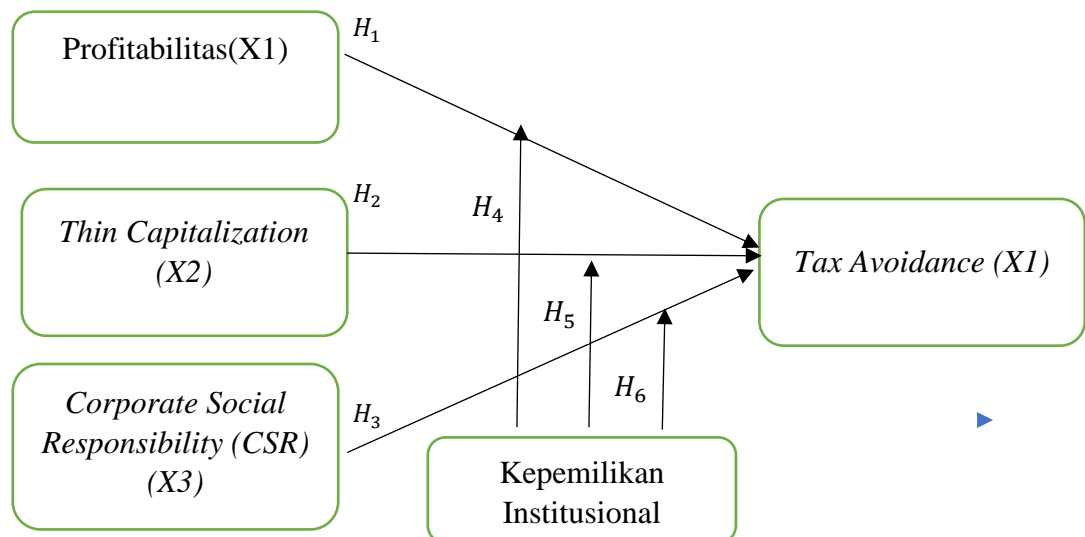 Profitabilitas(X1)
H₁
Thin Capitalization
(X2)
H₂
H₄
Tax Avoidance (X1)
H₅
Corporate Social
Responsibility (CSR)
(X3)
H₃
H₆
Kepemilikan
Institusional